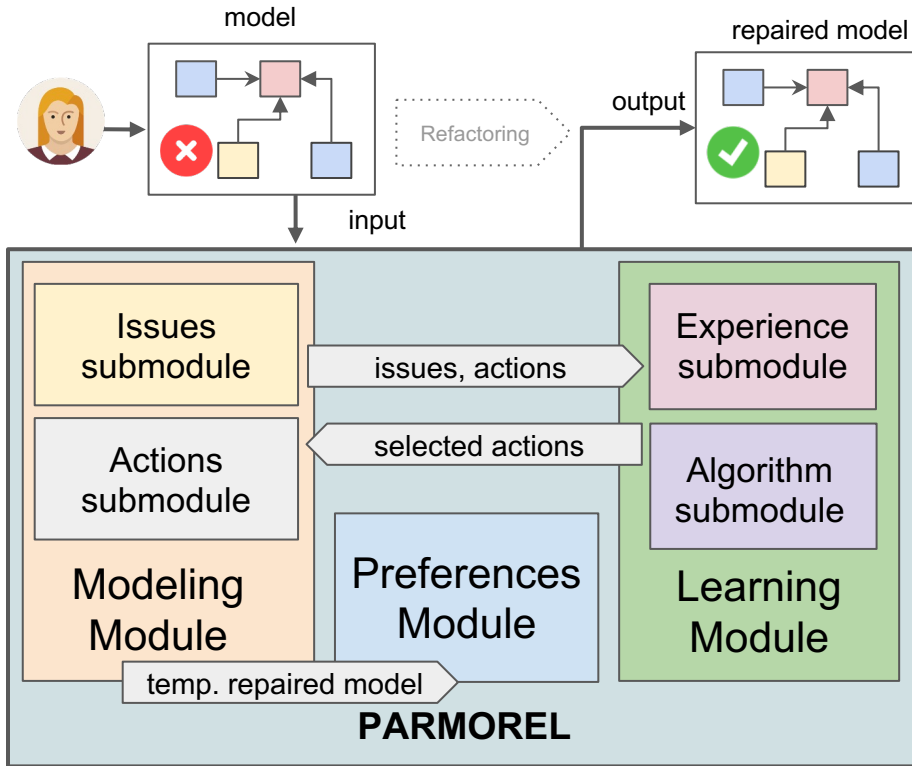 model
repaired model
Refactoring
output
input
Issues
submodule
Experience
submodule
issues, actions
selected actions
Actions
submodule
Algorithm
submodule
Modeling
Module
Preferences
Module
Learning
Module
temp. repaired model
PARMOREL